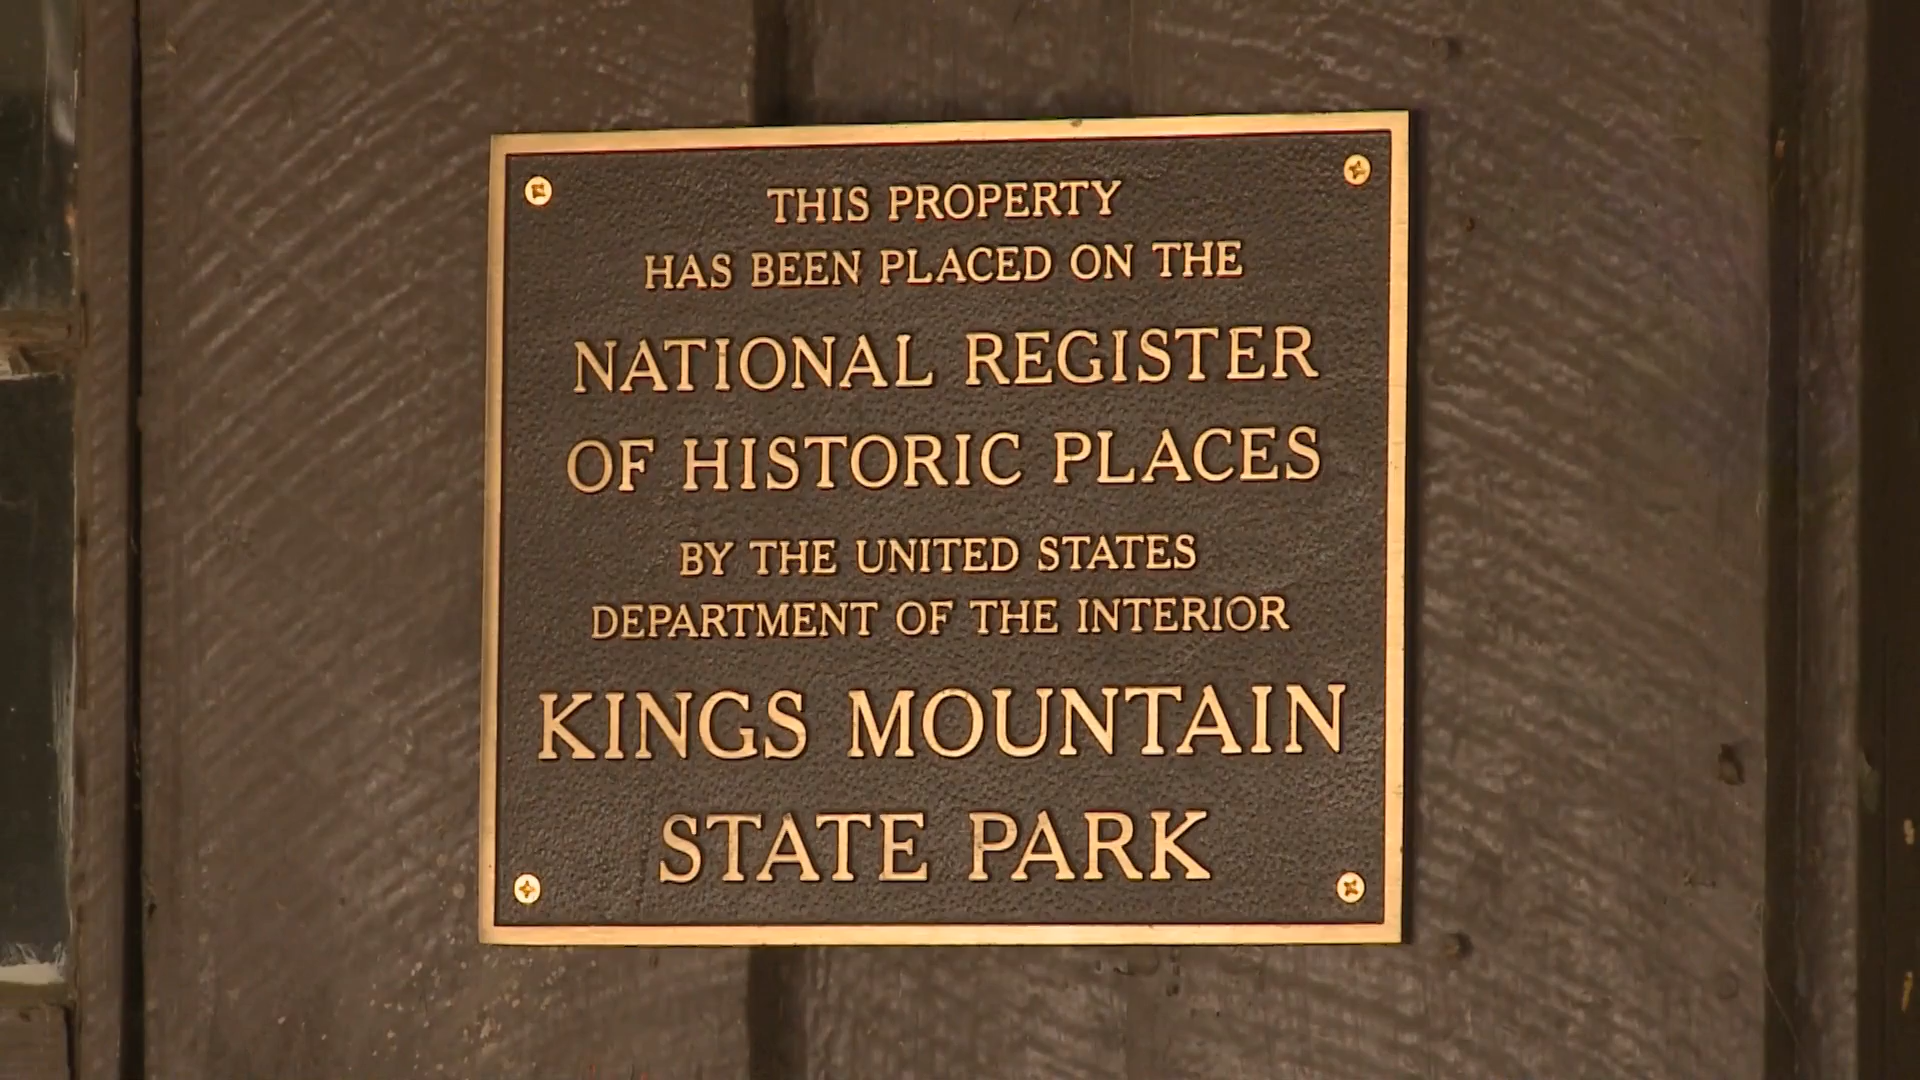 THIS PROPERTY
HAS BEEN PLACED ON THE
NATIONAL REGISTER
OF HISTORIC PLACES
BY THE UNITED STATES
DEPARTMENT OF THE INTERIOR
KINGS MOUNTAIN
STATE PARK